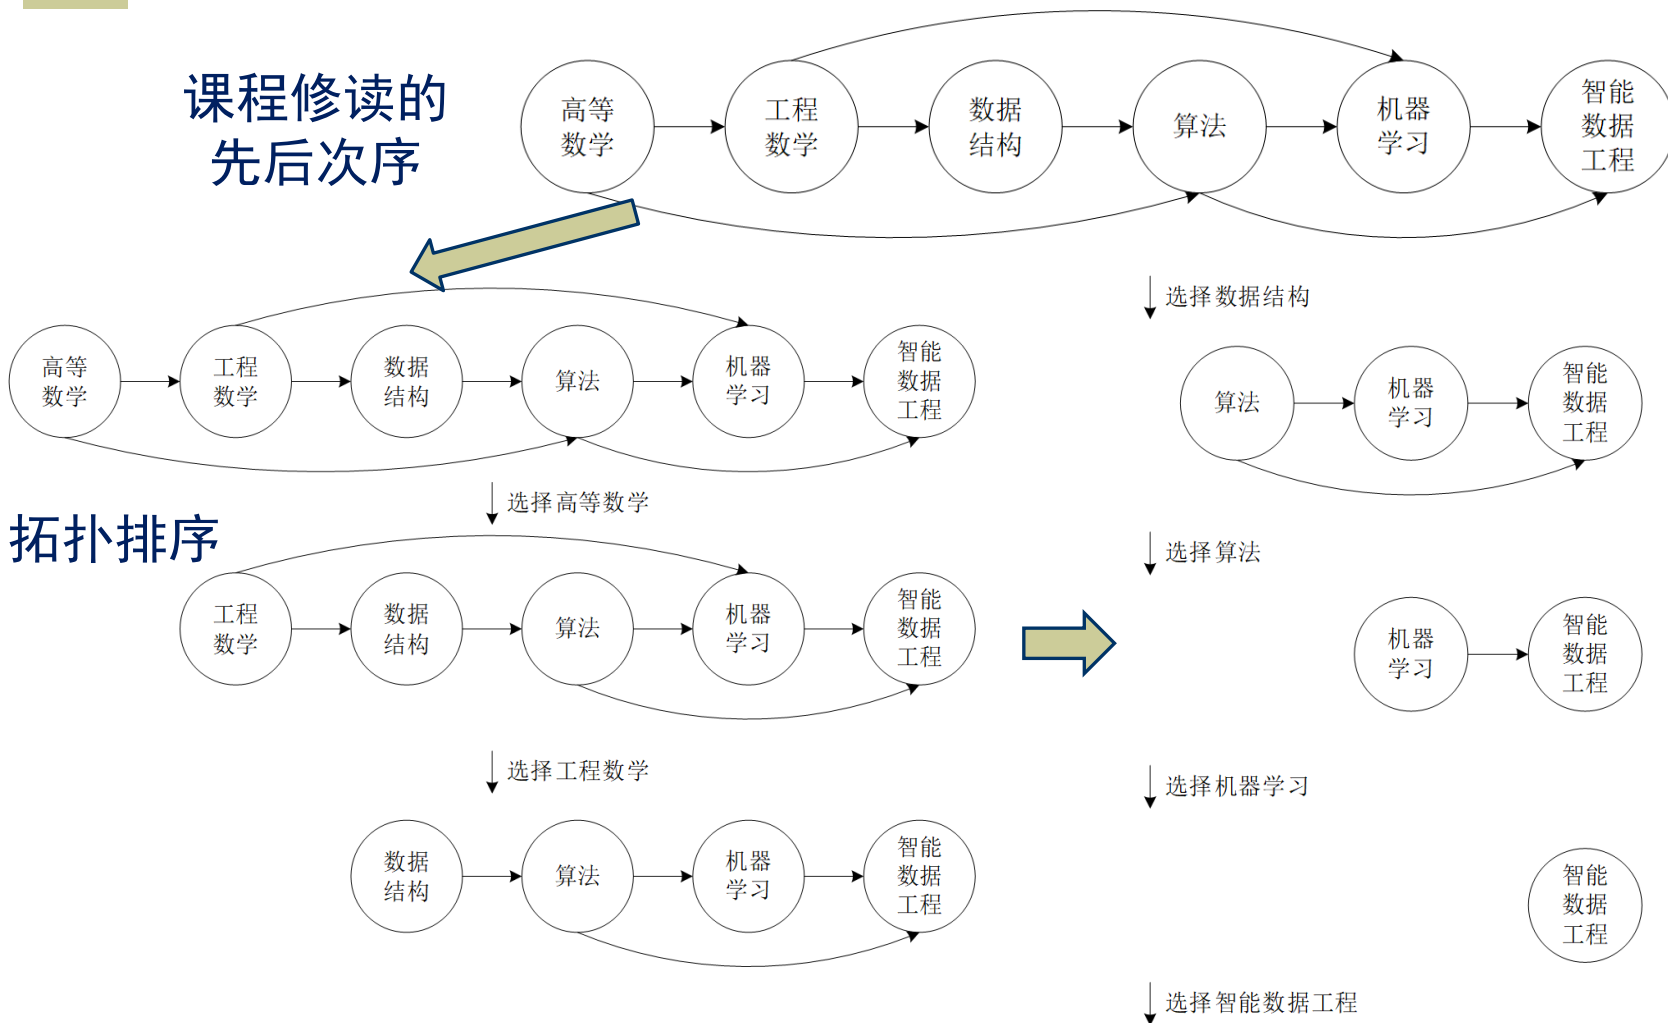 课程修读的
先后次序
高等
数学
工程
数学
数据
结构
算法
机器
学习
智能
数据
工程
高等
数学
工程
数学
数据
结构
算法
机器
学习
智能
数据
工程
选择高等数学
拓扑排序
工程
数学
数据
结构
算法
机器
学习
智能
数据
工程
选择工程数学
数据
结构
算法
机器
学习
智能
数据
工程
选择数据结构
算法
机器
学习
智能
数据
工程
选择算法
机器
学习
智能
数据
工程
选择机器学习
智能
数据
工程
选择智能数据工程